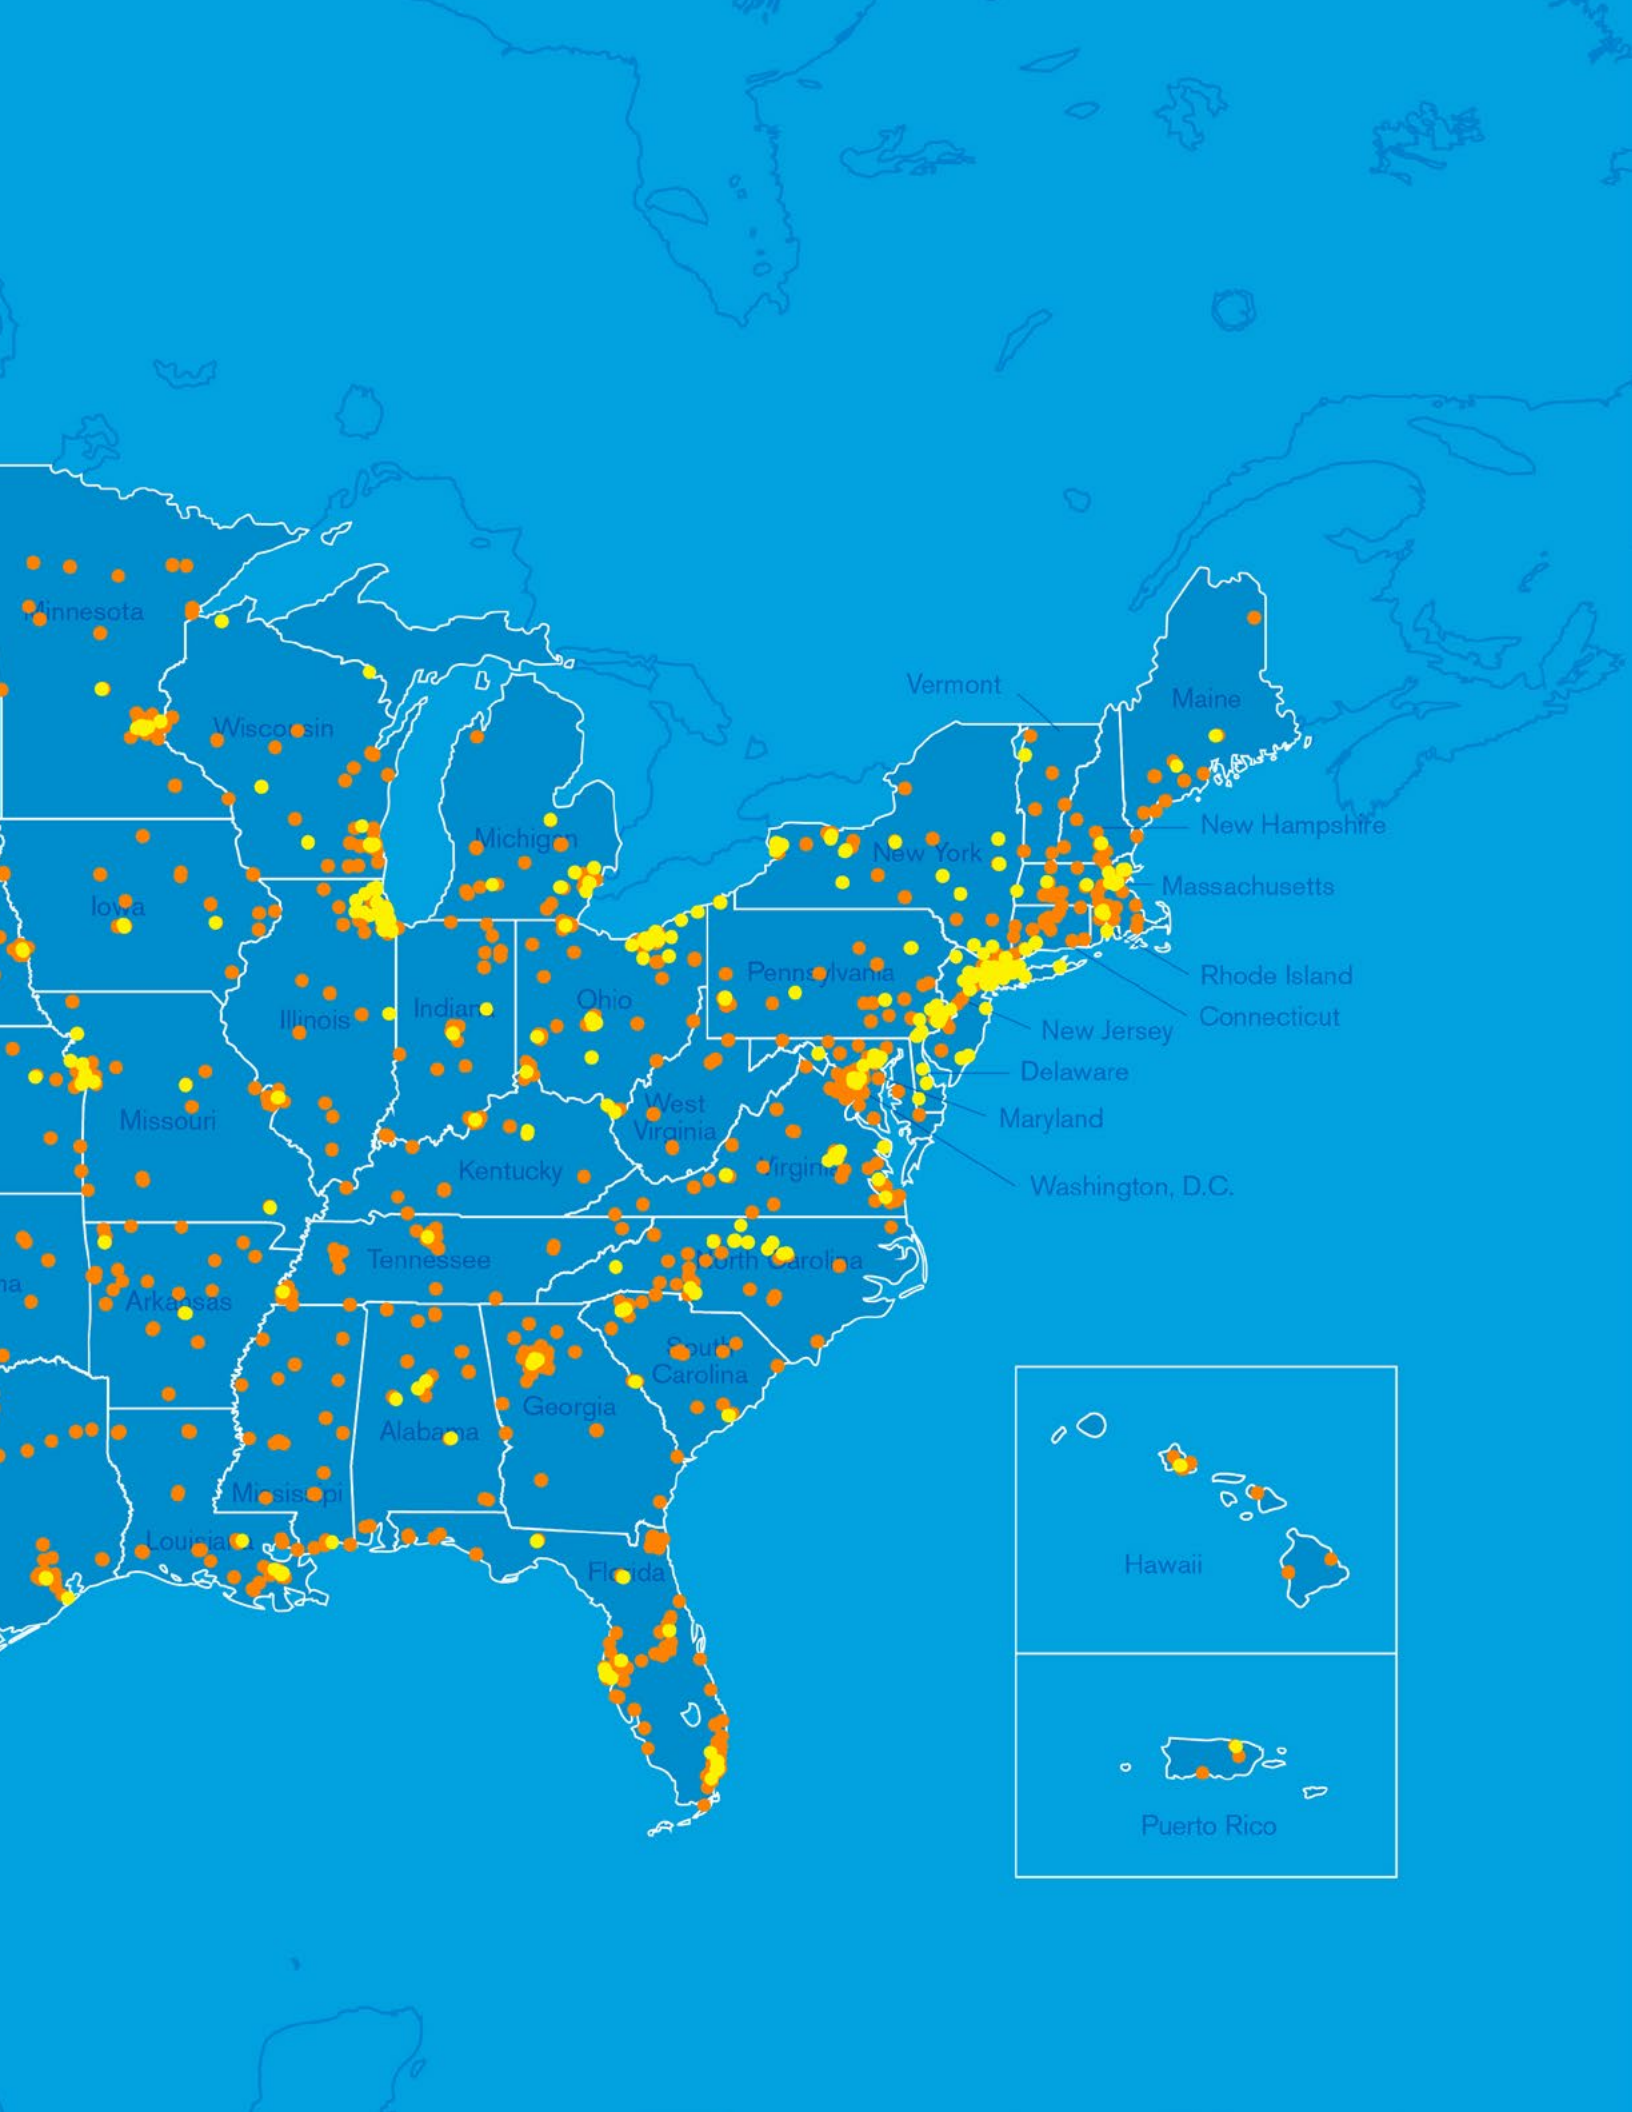 Minnesota
Vermont
Maine
Wisconsin
New Hampshire
Michigan
New York
Massachusetts
Iowa
Pennsylvania
Rhode Island
Ohio
Indiana
Illinois
Connecticut
New Jersey
Delaware
West
Virginia
Missouri
Maryland
Kentucky
Virginia
Washington, D.C.
Tennessee
North Carolina
na
Arkansas
South
Carolina
Georgia
Alabama
Mississippi
Louisiana
Florida
Hawaii
Puerto Rico